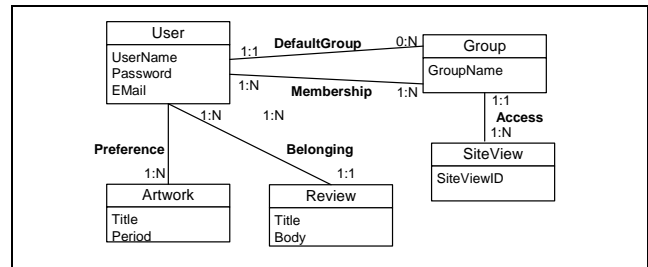 User
UserName
Password
EMail
1:1
DefaultGroup
0:N
Group
GroupName
1:N
Membership
1:N
1:1
Access
1:N
SiteView
SiteViewID
1:N
1:N
Preference
Belonging
1:N
1:1
Artwork
Title
Period
Review
Title
Body